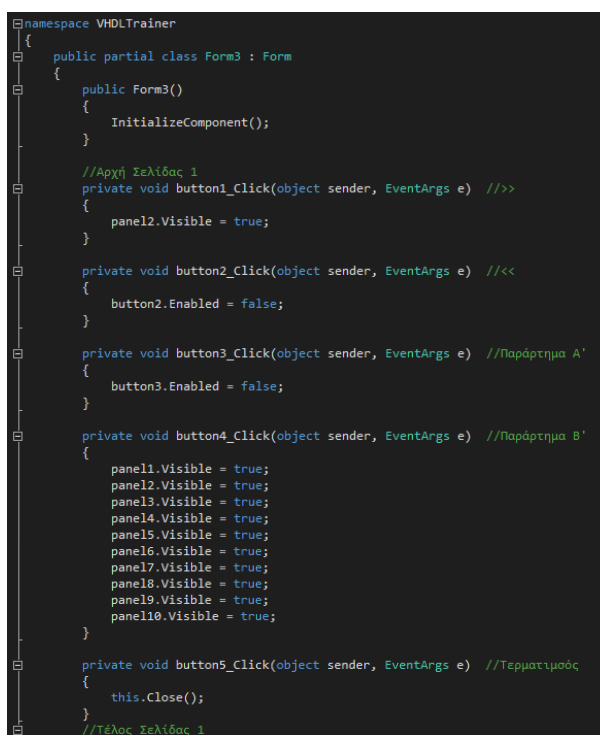 namespace VHDLTrainer
{
public partial class Form3 : Form
{
public Form3()
{
InitializeComponent();
}
//Αρχή Σελίδας 1
private void button1_Click(object sender, EventArgs e) //>>
{
panel2.Visible = true;
}
private void button2_Click(object sender, EventArgs e) //<<
{
button2.Enabled = false;
}
private void button3_Click(object sender, EventArgs e) //Παράρτημα Α'
{
button3.Enabled = false;
}
private void button4_Click(object sender, EventArgs e) //Παράρτημα Β'
{
panel1.Visible = true;
panel2.Visible = true;
panel3.Visible = true;
panel4.Visible = true;
panel5.Visible = true;
panel6.Visible = true;
panel7.Visible = true;
panel8.Visible = true;
panel9.Visible = true;
panel10.Visible = true;
}
private void button5_Click(object sender, EventArgs e) //Τερματιμσός
{
this.Close();
}
//Τέλος Σελίδας 1